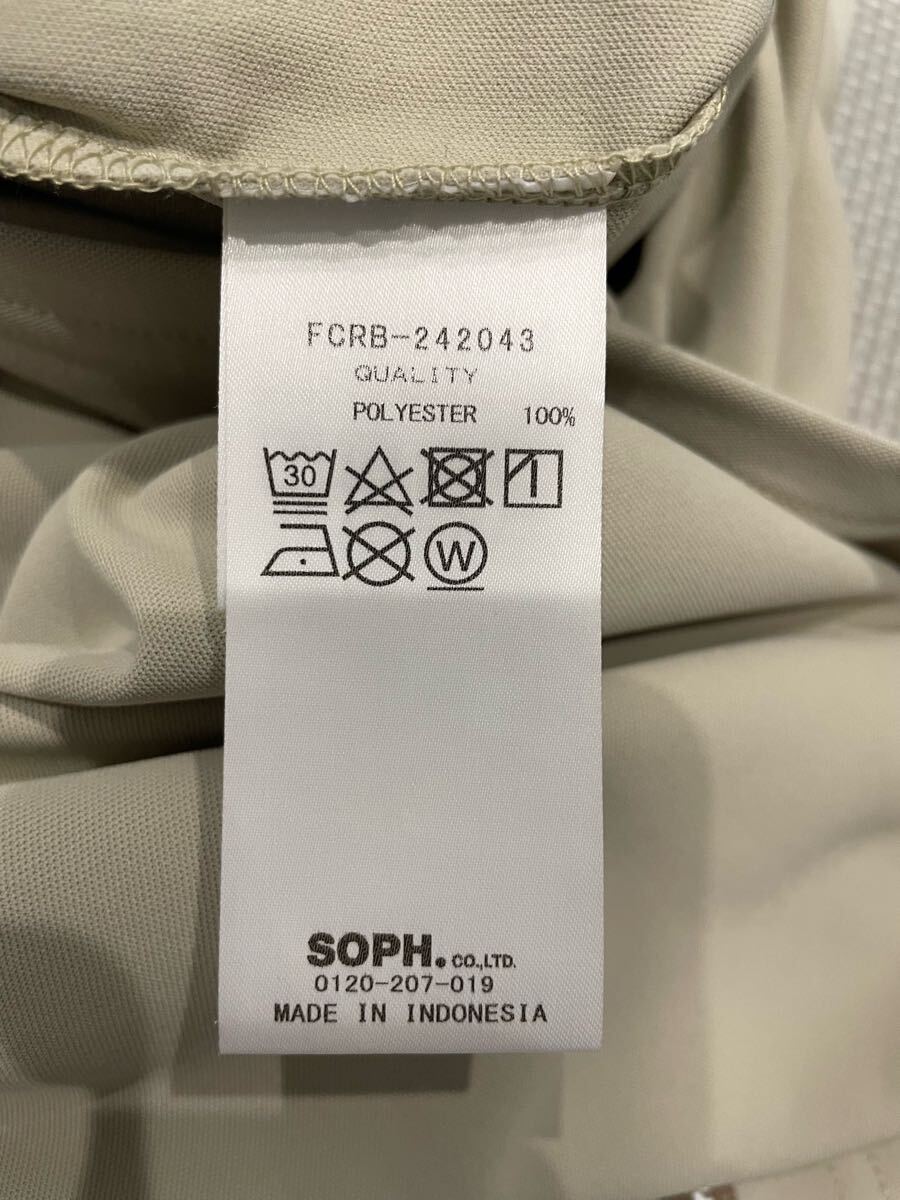 FCRB-242043
QUALITY
POLYESTER 100%
30
W
SOPH. CO.,LTD.
0120-207-019
MADE IN INDONESIA